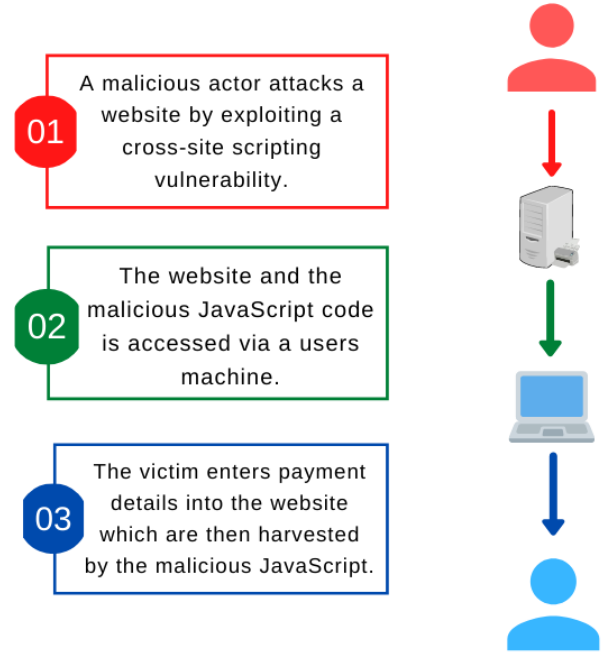 01
A malicious actor attacks a
website by exploiting a
cross-site scripting
vulnerability.
02
The website and the
malicious JavaScript code
is accessed via a users
machine.
03
The victim enters payment
details into the website
which are then harvested
by the malicious JavaScript.